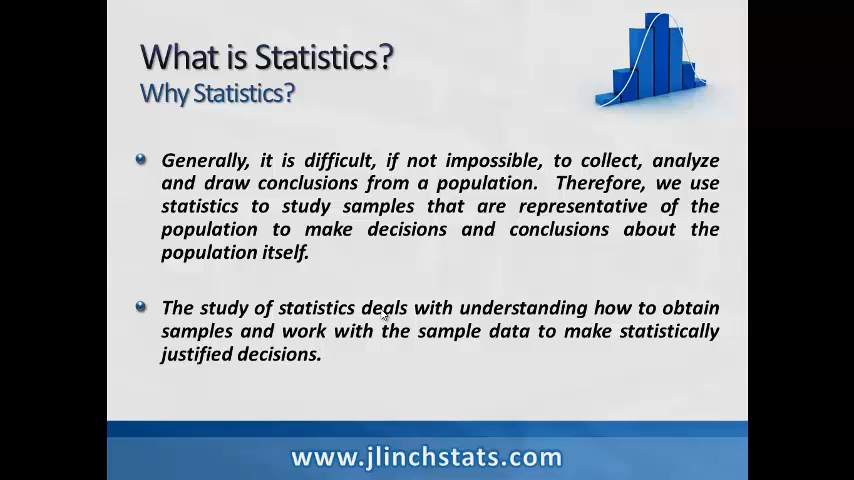 What is Statistics?
Why Statistics?
Generally, it is difficult, if not impossible, to collect, analyze
and draw conclusions from a population. Therefore, we use
statistics to study samples that are representative of the
population to make decisions and conclusions about the
population itself.
The study of statistics deals with understanding how to obtain
samples and work with the sample data to make statistically
justified decisions.
www.jlinchstats.com